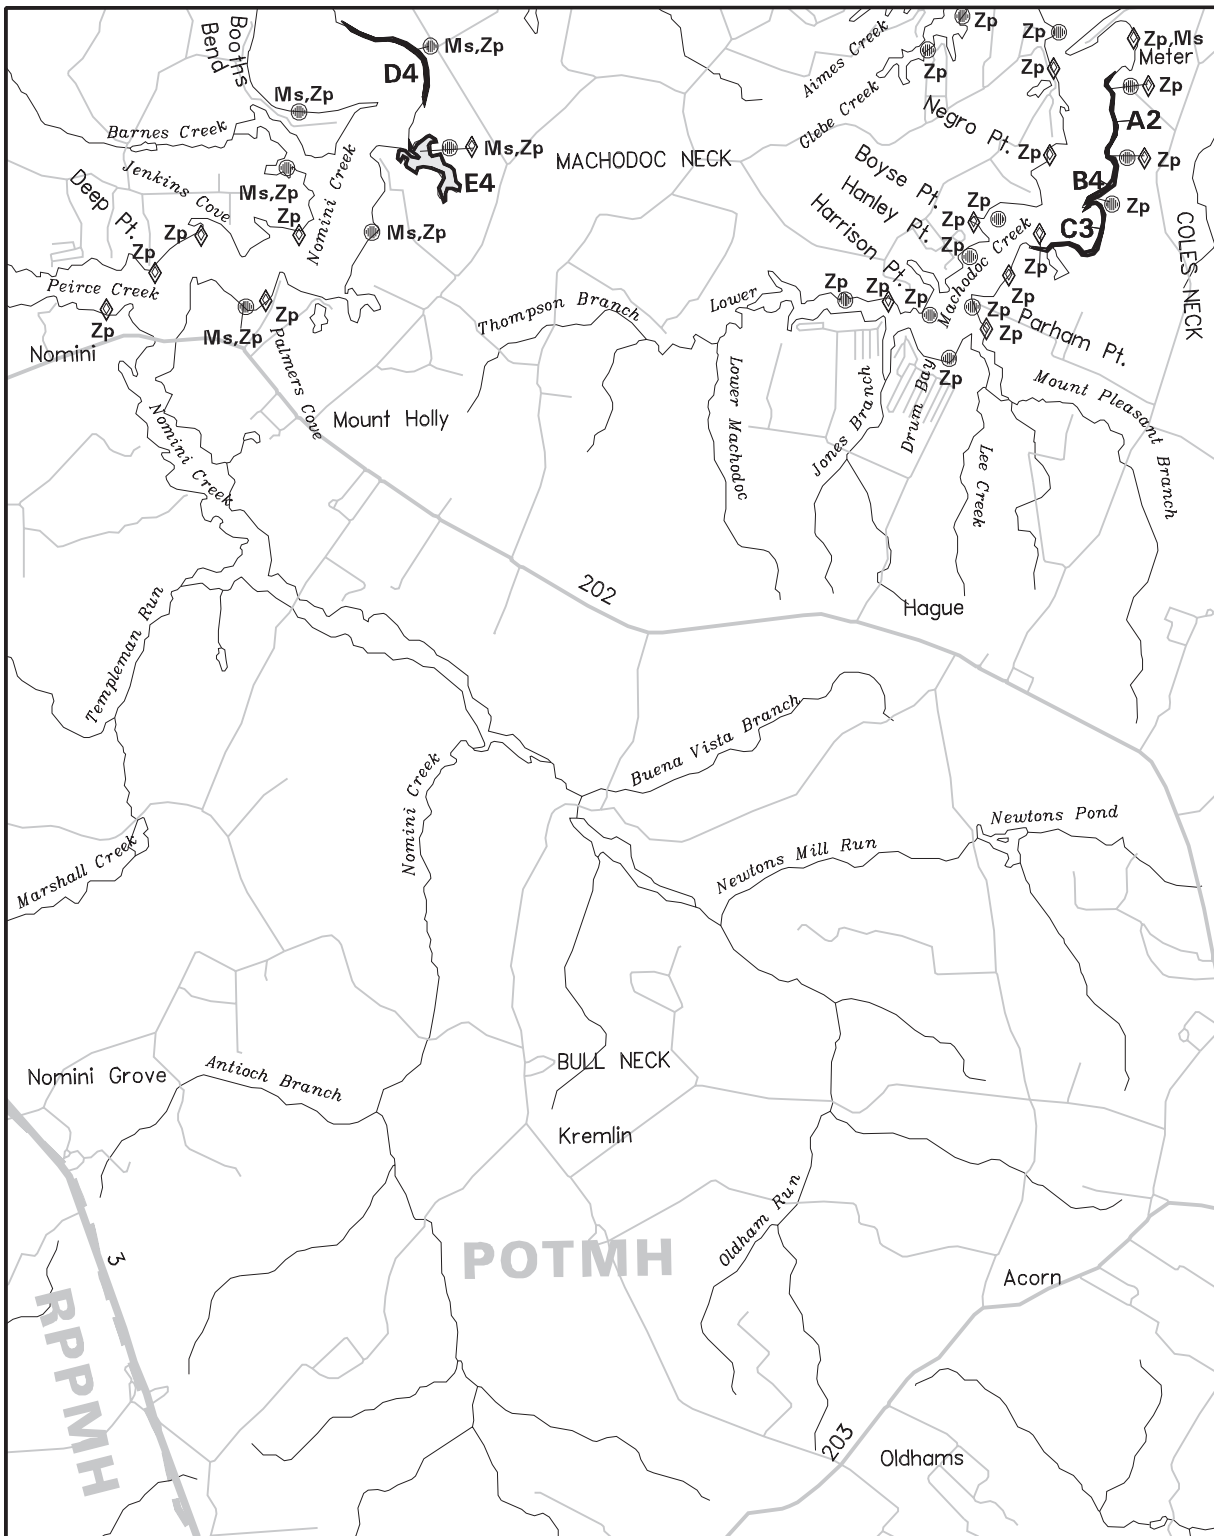 Booths
Bend
D4
Ms,Zp
Aimes Creek
Zp
Zp
Zp
Zp
Zp,Ms
Meter
Zp
Ms,Zp
Glebe Creek
Negro Pt.
A2
Barnes Creek
Ms,Zp
E4
MACHODOC NECK
Zp
Zp
Jenkins Cove
Ms,Zp
Nomini Creek
Boyse Pt.
B4
Zp
Deep Pt.
Zp
Zp
Ms,Zp
Hanley Pt.
Zp
Zp
C3
COLES NECK
Zp
Harrison Pt.
Zp
Machodoc Creek
Zp
Peirce Creek
Zp
Zp
Zp
Zp
Zp
Lower
Thompson Branch
Zp
Ms,Zp
Zp
Parham Pt.
Zp
Nomini
Palmers Cove
Lower Machodoc
Jones Branch
Drum Bay
Zp
Mount Pleasant Branch
Mount Holly
Nomini Creek
Lee Creek
202
Hague
Templeman Run
Buena Vista Branch
Nomini Creek
Newtons Pond
Marshall Creek
Newtons Mill Run
Nomini Grove
Antioch Branch
BULL NECK
Kremlin
Oldham Run
3
POTMH
Acorn
RPPMH
203
Oldhams